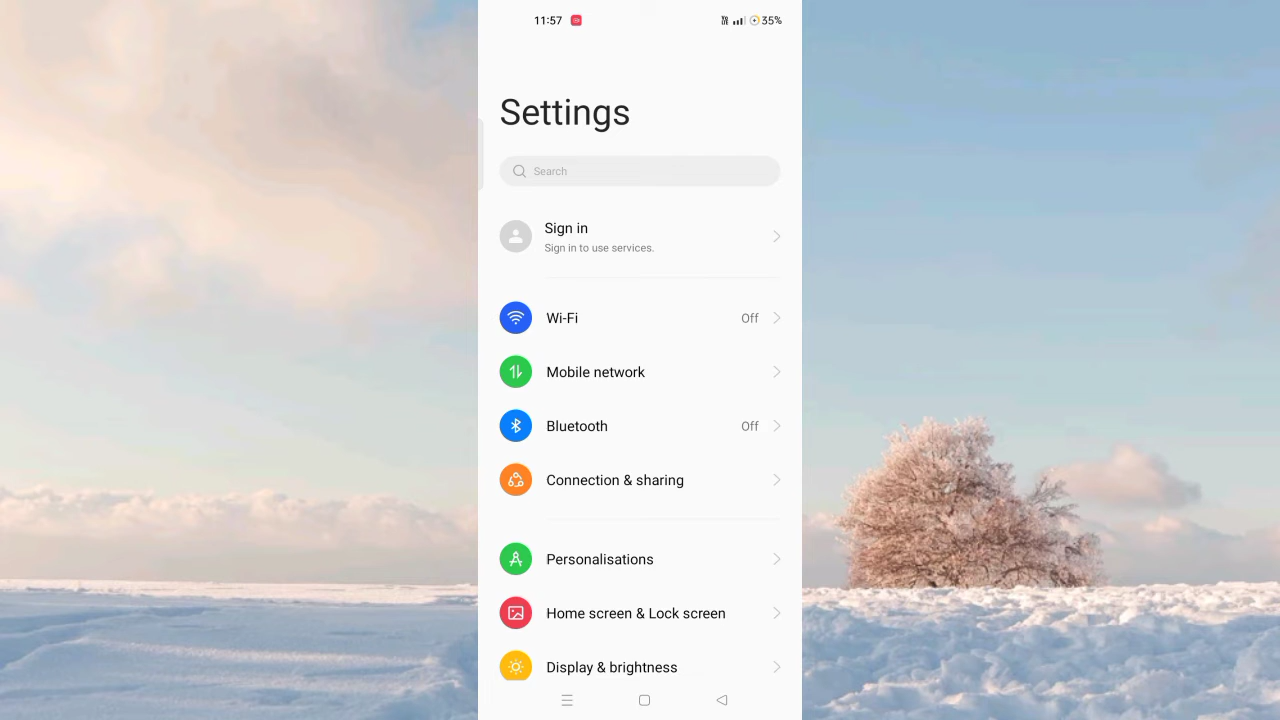 11:57
35%
Settings
Search
Sign in
Sign in to use services.
Wi-Fi Off
Mobile network
Bluetooth Off
Connection & sharing
Personalisations
Home screen & Lock screen
Display & brightness